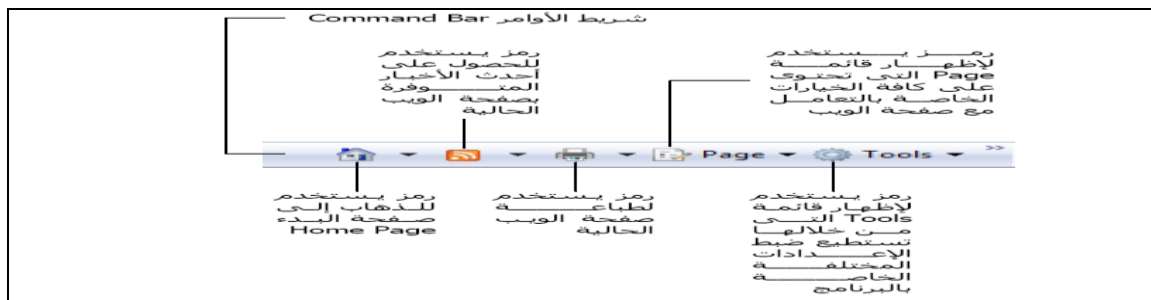 شريط الأوامر Command Bar
رمز يستخدم
للحصول على
أحدث الأخبار
المتوفرة
بصفحة الويب
الحالية
رمز يستخدم
لإظهار قائمة
Page التى تحتوى
على كافة الخيارات
الخاصة بالتعامل
مع صفحة الويب
Page
Tools
رمز يستخدم
للذهاب إلى
صفحة البدء
Home Page
رمز يستخدم
لطباعة
صفحة الويب
الحالية
رمز يستخدم
لإظهار قائمة
Tools التى
من خلالها
تستطيع ضبط
الإعدادات
المختلفة
الخاصة
بالبرنامج